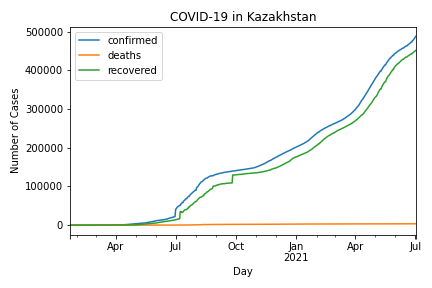 COVID-19 in Kazakhstan
500000
400000
300000
200000
100000
0
Number of Cases
confirmed
deaths
recovered
Apr Jul Oct Jan Apr Jul
2021
Day